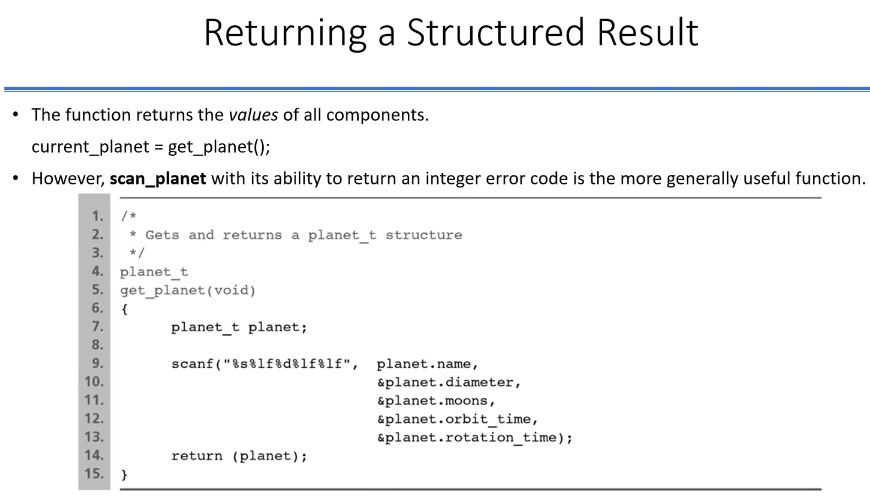 Returning a Structured Result
• The function returns the values of all components.
current_planet = get_planet();
• However, scan_planet with its ability to return an integer error code is the more generally useful function.
1. /*
2.  * Gets and returns a planet_t structure
3.  */
4. planet_t
5. get_planet(void)
6. {
7.       planet_t planet;
8.
9.       scanf("%s%lf%d%lf%lf",  planet.name,
10.                              &planet.diameter,
11.                              &planet.moons,
12.                              &planet.orbit_time,
13.                              &planet.rotation_time);
14.      return (planet);
15. }